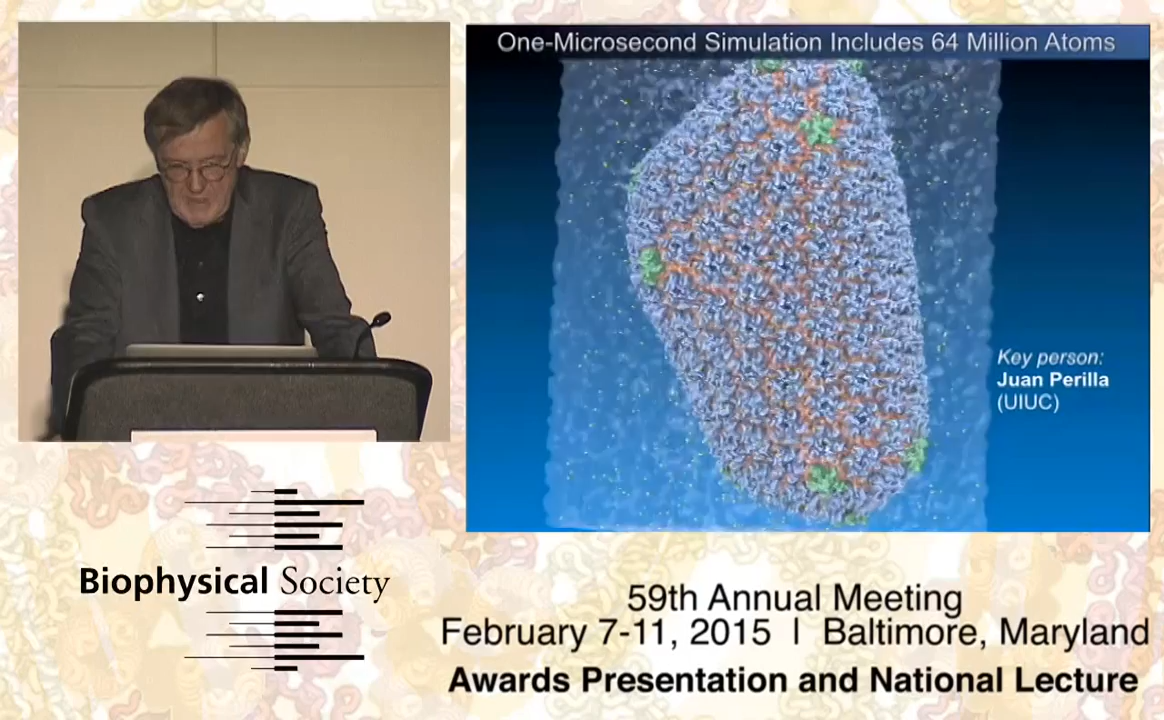 One-Microsecond Simulation Includes 64 Million Atoms
Key person:
Juan Perilla
(UIUC)
Biophysical Society
59th Annual Meeting
February 7-11, 2015 | Baltimore, Maryland
Awards Presentation and National Lecture